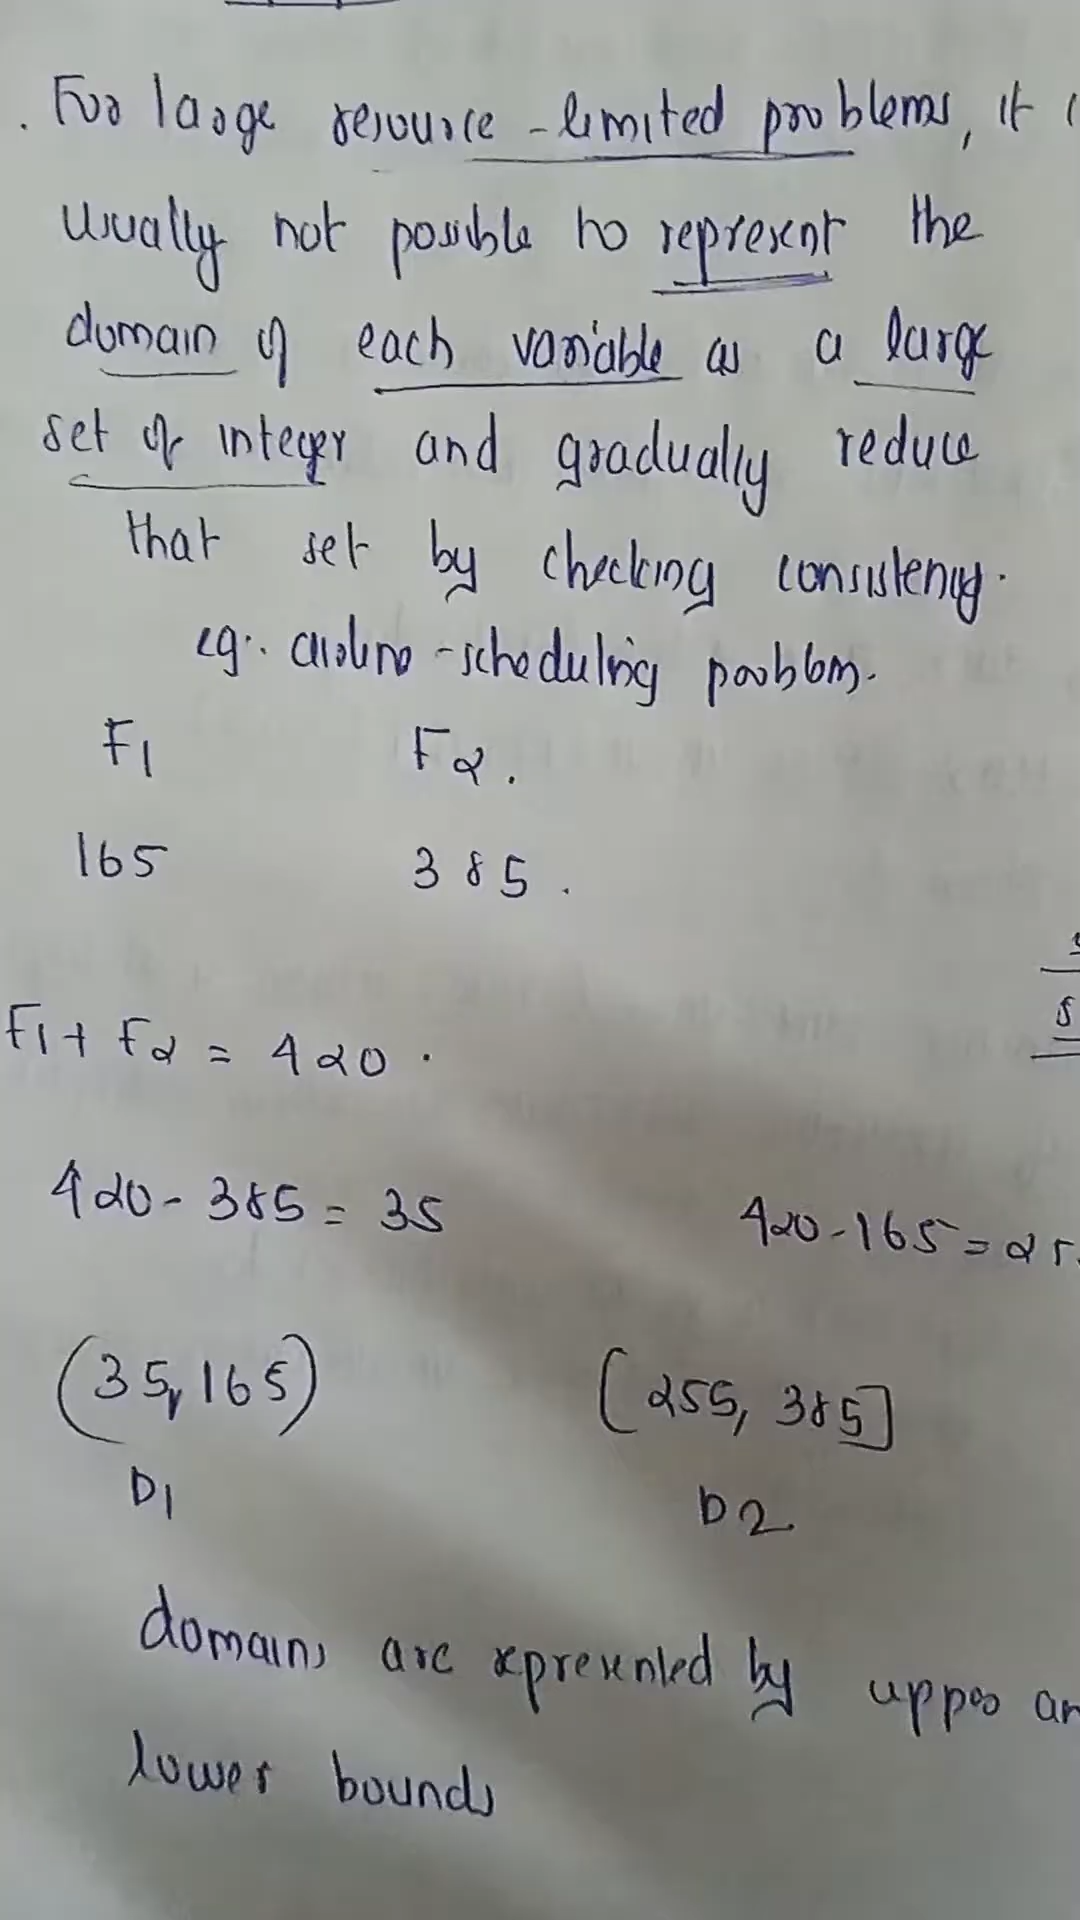 . For large resource-limited problems, it i
usually not possible to represent the
domain of each variable as a large
set of integer and gradually reduce
that set by checking consistency.
eg:. airline-scheduling problem.
F1 F2.
165 385.
F1 + F2 = 420.
420 - 385 = 35 420 - 165 = 25
(35, 165) [255, 385]
D1 D2
domains are represented by upper an
lower bounds